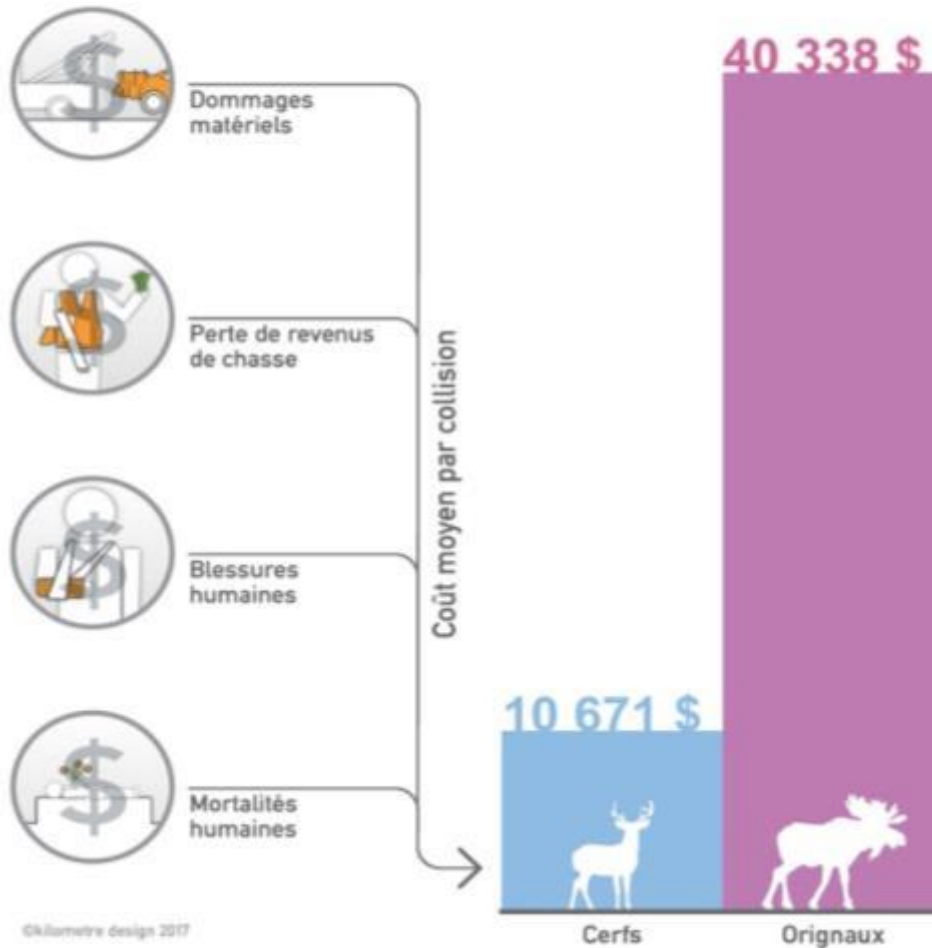 Dommages
matériels
Perte de revenus
de chasse
Blessures
humaines
Mortalités
humaines
Coût moyen par collision
40 338 $
10 671 $
Cerfs
Orignaux
©kilometre design 2017